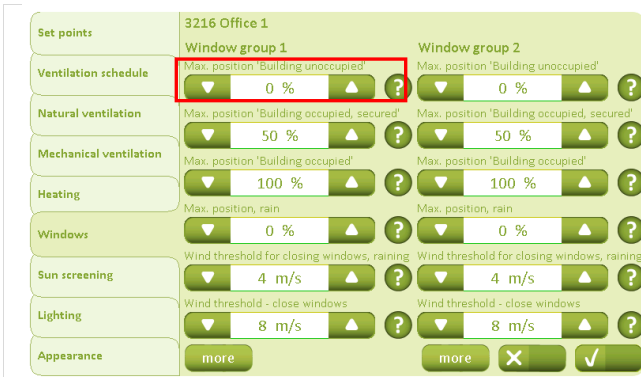 Set points
Ventilation schedule
Natural ventilation
Mechanical ventilation
Heating
Windows
Sun screening
Lighting
Appearance
3216 Office 1
Window group 1
Max. position 'Building unoccupied'
0 %
?
Max. position 'Building occupied, secured'
50 %
?
Max. position 'Building occupied'
100 %
?
Max. position, rain
0 %
?
Wind threshold for closing windows, raining
4 m/s
?
Wind threshold - close windows
8 m/s
?
more
Window group 2
Max. position 'Building unoccupied'
0 %
?
Max. position 'Building occupied, secured'
50 %
?
Max. position 'Building occupied'
100 %
?
Max. position, rain
0 %
?
Wind threshold for closing windows, raining
4 m/s
?
Wind threshold - close windows
8 m/s
?
more